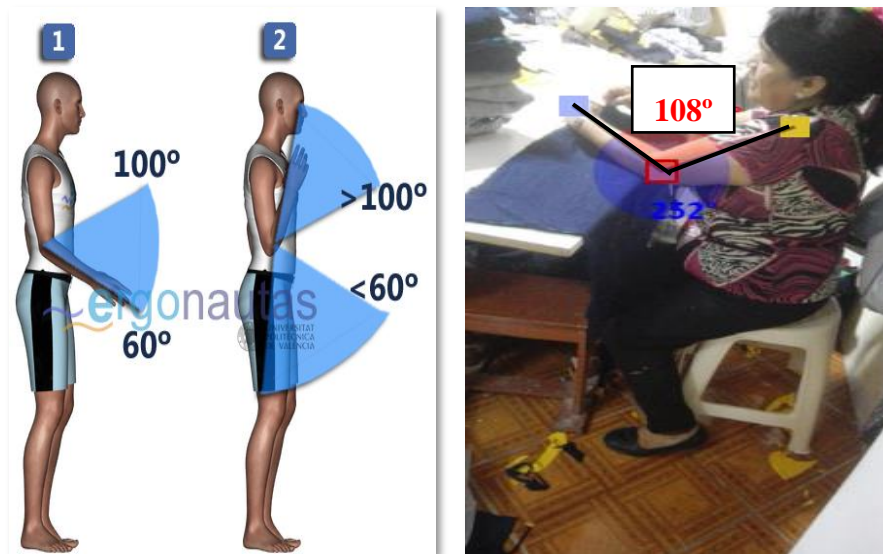 1
2
100º
>100º
<60º
ergonautas
UNIVERSITAT
POLITÈCNICA
DE VALÈNCIA
60º
108º
252º